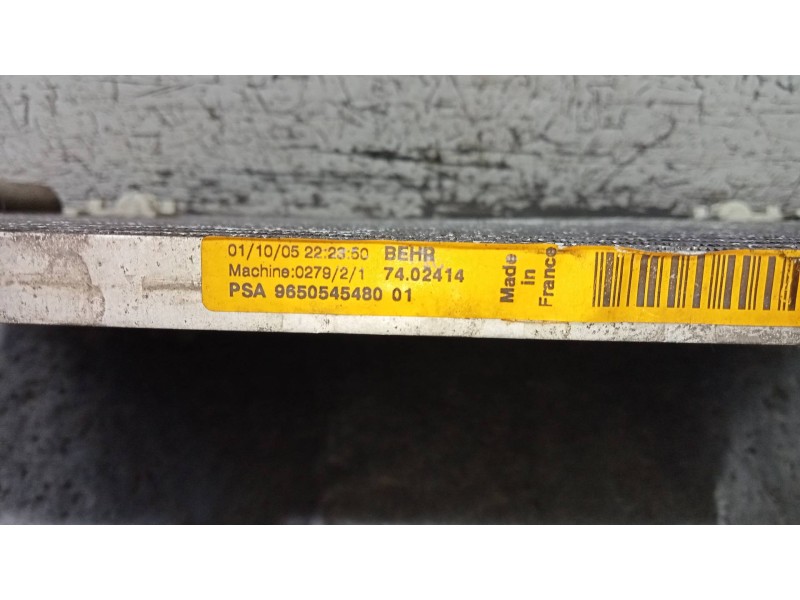 01/10/05 22:23:50 BEHR
Machine:0279/2/1 74.02414
PSA 9650545480 01
Made
in
France